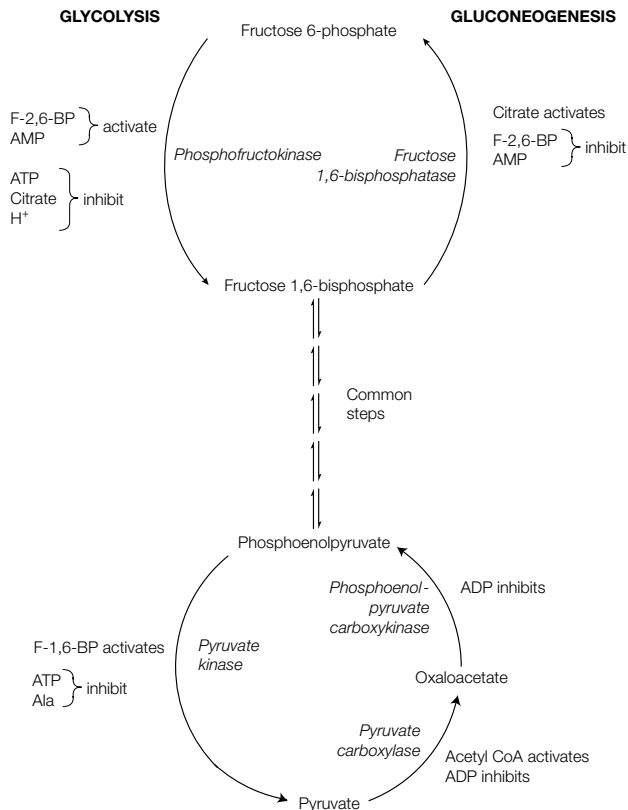 GLYCOLYSIS
GLUCONEOGENESIS
Fructose 6-phosphate
F-2,6-BP
AMP
activate
ATP
Citrate
H⁺
inhibit
Phosphofructokinase
Fructose
1,6-bisphosphatase
Citrate activates
F-2,6-BP
AMP
inhibit
Fructose 1,6-bisphosphate
Common
steps
Phosphoenolpyruvate
F-1,6-BP activates
ATP
Ala
inhibit
Pyruvate
kinase
Phosphoenol-
pyruvate
carboxykinase
ADP inhibits
Oxaloacetate
Pyruvate
carboxylase
Acetyl CoA activates
ADP inhibits
Pyruvate